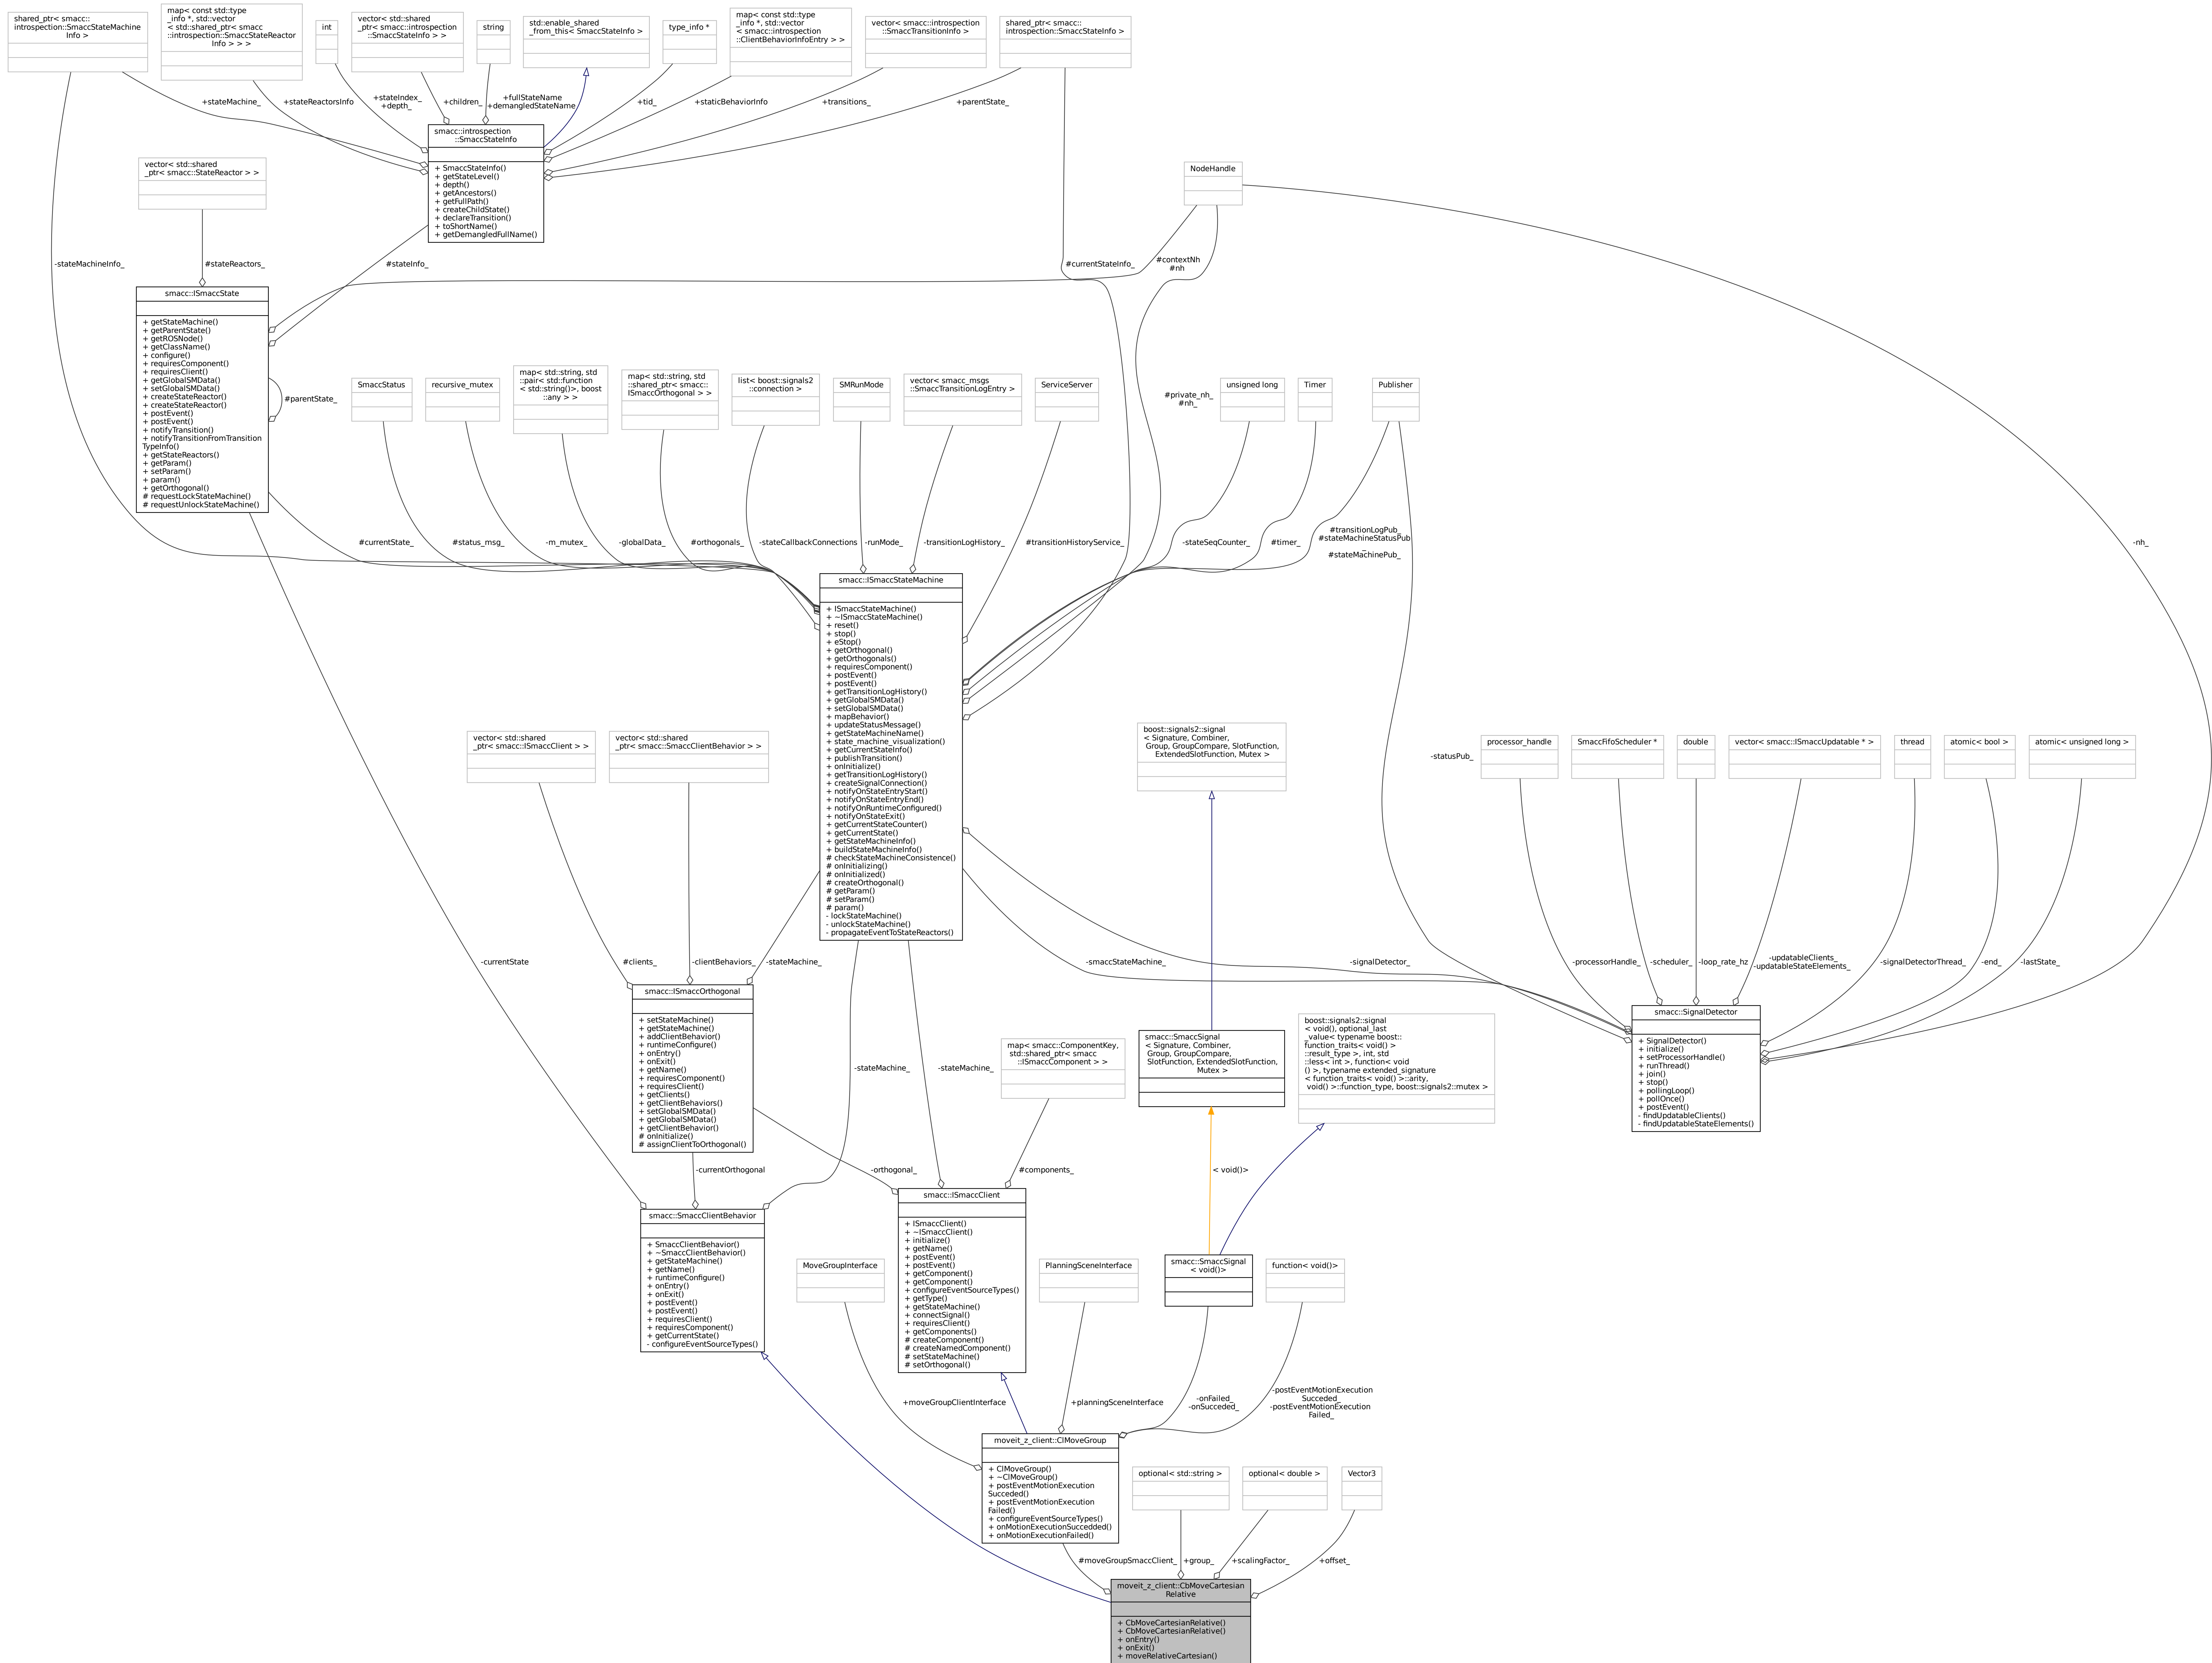 shared_ptr< smacc::
introspection::SmaccStateMachine
Info >
map< const std::type
_info *, std::vector
< std::shared_ptr< smacc
::introspection::SmaccStateReactor
Info > > >
int
vector< std::shared
_ptr< smacc::introspection
::SmaccStateInfo > >
string
std::enable_shared
_from_this< SmaccStateInfo >
type_info *
map< const std::type
_info *, std::vector
< smacc::introspection
::ClientBehaviorInfoEntry > >
vector< smacc::introspection
::SmaccTransitionInfo >
shared_ptr< smacc::
introspection::SmaccStateInfo >
+stateMachine_
+stateReactorsInfo
+stateIndex_
+depth_
+children_
+fullStateName
+demangledStateName
+tid_
+staticBehaviorInfo
+transitions_
+parentState_
smacc::introspection
::SmaccStateInfo
+ SmaccStateInfo()
+ getStateLevel()
+ depth()
+ getAncestors()
+ getFullPath()
+ createChildState()
+ declareTransition()
+ toShortName()
+ getDemangledFullName()
vector< std::shared
_ptr< smacc::StateReactor > >
NodeHandle
-stateMachineInfo_
#stateReactors_
#stateInfo_
#currentStateInfo_
#contextNh
#nh
smacc::ISmaccState
+ getStateMachine()
+ getParentState()
+ getROSNode()
+ getClassName()
+ configure()
+ requiresComponent()
+ requiresClient()
+ getGlobalSMData()
+ setGlobalSMData()
+ createStateReactor()
+ createStateReactor()
+ postEvent()
+ postEvent()
+ notifyTransition()
+ notifyTransitionFromTransition
TypeInfo()
+ getStateReactors()
+ getParam()
+ setParam()
+ param()
+ getOrthogonal()
# requestLockStateMachine()
# requestUnlockStateMachine()
#parentState_
SmaccStatus
recursive_mutex
map< std::string, std
::pair< std::function
< std::string()>, boost
::any > >
map< std::string, std
::shared_ptr< smacc::
ISmaccOrthogonal > >
list< boost::signals2
::connection >
SMRunMode
vector< smacc_msgs
::SmaccTransitionLogEntry >
ServiceServer
#private_nh_
#nh_
unsigned long
Timer
Publisher
#currentState_
#status_msg_
-m_mutex_
-globalData_
#orthogonals_
-stateCallbackConnections
-runMode_
-transitionLogHistory_
#transitionHistoryService_
-stateSeqCounter_
#timer_
#transitionLogPub_
#stateMachineStatusPub
_
#stateMachinePub_
-nh_
smacc::ISmaccStateMachine
+ ISmaccStateMachine()
+ ~ISmaccStateMachine()
+ reset()
+ stop()
+ eStop()
+ getOrthogonal()
+ getOrthogonals()
+ requiresComponent()
+ postEvent()
+ postEvent()
+ getTransitionLogHistory()
+ getGlobalSMData()
+ setGlobalSMData()
+ mapBehavior()
+ updateStatusMessage()
+ getStateMachineName()
+ state_machine_visualization()
+ getCurrentStateInfo()
+ publishTransition()
+ onInitialize()
+ getTransitionLogHistory()
+ createSignalConnection()
+ notifyOnStateEntryStart()
+ notifyOnStateEntryEnd()
+ notifyOnRuntimeConfigured()
+ notifyOnStateExit()
+ getCurrentStateCounter()
+ getCurrentState()
+ getStateMachineInfo()
+ buildStateMachineInfo()
# checkStateMachineConsistence()
# onInitializing()
# onInitialized()
# createOrthogonal()
# getParam()
# setParam()
# param()
- lockStateMachine()
- unlockStateMachine()
- propagateEventToStateReactors()
vector< std::shared
_ptr< smacc::ISmaccClient > >
vector< std::shared
_ptr< smacc::SmaccClientBehavior > >
boost::signals2::signal
< Signature, Combiner,
Group, GroupCompare, SlotFunction,
ExtendedSlotFunction, Mutex >
-statusPub_
processor_handle
SmaccFifoScheduler *
double
vector< smacc::ISmaccUpdatable * >
thread
atomic< bool >
atomic< unsigned long >
-currentState
#clients_
-clientBehaviors_
-stateMachine_
-smaccStateMachine_
-signalDetector_
-processorHandle_
-scheduler_
-loop_rate_hz
-updatableClients_
-updatableStateElements_
-signalDetectorThread_
-end_
-lastState_
smacc::ISmaccOrthogonal
+ setStateMachine()
+ getStateMachine()
+ addClientBehavior()
+ runtimeConfigure()
+ onEntry()
+ onExit()
+ getName()
+ requiresComponent()
+ requiresClient()
+ getClients()
+ getClientBehaviors()
+ setGlobalSMData()
+ getGlobalSMData()
+ getClientBehavior()
# onInitialize()
# assignClientToOrthogonal()
smacc::SignalDetector
+ SignalDetector()
+ initialize()
+ setProcessorHandle()
+ runThread()
+ join()
+ stop()
+ pollingLoop()
+ pollOnce()
+ postEvent()
- findUpdatableClients()
- findUpdatableStateElements()
-stateMachine_
-stateMachine_
map< smacc::ComponentKey,
std::shared_ptr< smacc
::ISmaccComponent > >
smacc::SmaccSignal
< Signature, Combiner,
Group, GroupCompare,
SlotFunction, ExtendedSlotFunction,
Mutex >
boost::signals2::signal
< void(), optional_last
_value< typename boost::
function_traits< void() >
::result_type >, int, std
::less< int >, function< void
() >, typename extended_signature
< function_traits< void() >::arity,
void() >::function_type, boost::signals2::mutex >
-currentOrthogonal
-orthogonal_
#components_
< void()>
smacc::SmaccClientBehavior
+ SmaccClientBehavior()
+ ~SmaccClientBehavior()
+ getStateMachine()
+ getName()
+ runtimeConfigure()
+ onEntry()
+ onExit()
+ postEvent()
+ postEvent()
+ requiresClient()
+ requiresComponent()
+ getCurrentState()
- configureEventSourceTypes()
smacc::ISmaccClient
+ ISmaccClient()
+ ~ISmaccClient()
+ initialize()
+ getName()
+ postEvent()
+ postEvent()
+ getComponent()
+ getComponent()
+ configureEventSourceTypes()
+ getType()
+ getStateMachine()
+ connectSignal()
+ requiresClient()
+ getComponents()
# createComponent()
# createNamedComponent()
# setStateMachine()
# setOrthogonal()
MoveGroupInterface
PlanningSceneInterface
smacc::SmaccSignal
< void()>
function< void()>
+moveGroupClientInterface
+planningSceneInterface
-onFailed_
-onSucceded_
-postEventMotionExecution
Succeded_
-postEventMotionExecution
Failed_
moveit_z_client::ClMoveGroup
+ ClMoveGroup()
+ ~ClMoveGroup()
+ postEventMotionExecution
Succeded()
+ postEventMotionExecution
Failed()
+ configureEventSourceTypes()
+ onMotionExecutionSuccedded()
+ onMotionExecutionFailed()
optional< std::string >
optional< double >
Vector3
#moveGroupSmaccClient_
+group_
+scalingFactor_
+offset_
moveit_z_client::CbMoveCartesian
Relative
+ CbMoveCartesianRelative()
+ CbMoveCartesianRelative()
+ onEntry()
+ onExit()
+ moveRelativeCartesian()